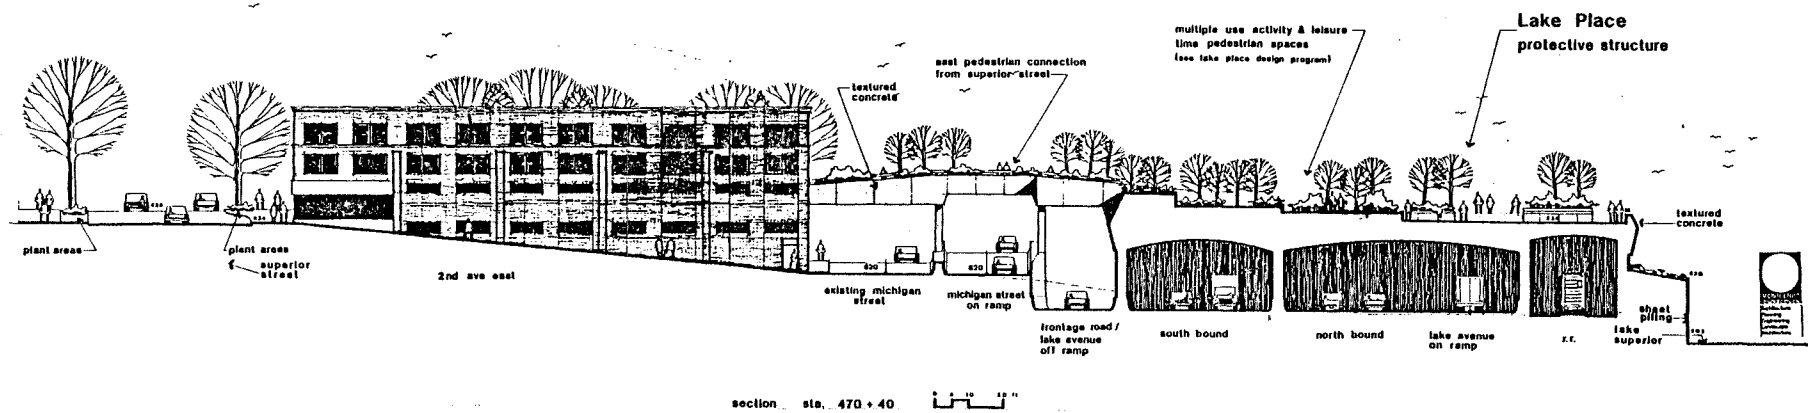 Lake Place
protective structure
multiple use activity & leisure
time pedestrian spaces
(see lake place design program)
east pedestrian connection
from superior street
textured
concrete
plant areas
plant areas
superior
street
2nd ave east
620
620
existing michigan
street
michigan street
on ramp
frontage road /
lake avenue
off ramp
south bound
north bound
lake avenue
on ramp
r.r.
textured
concrete
sheet
piling
lake
superior
section sta. 470 + 40